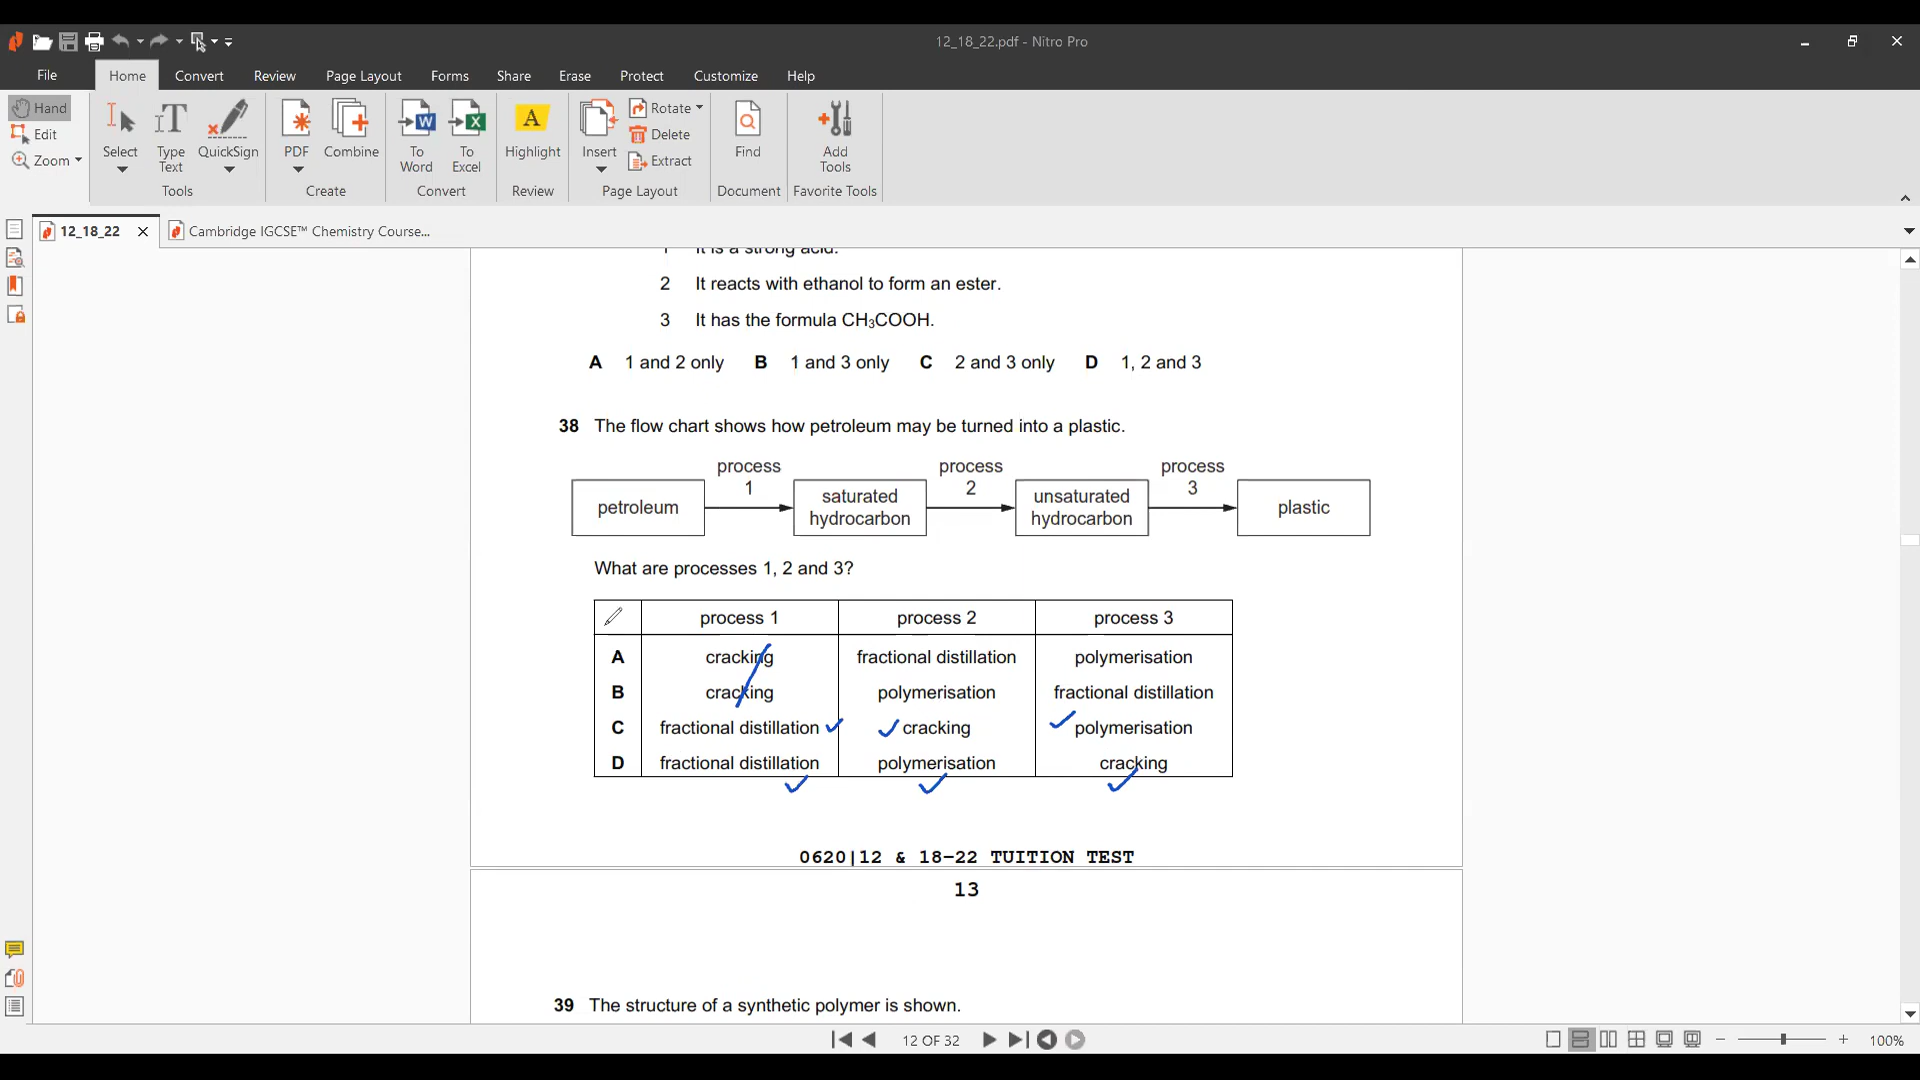 12_18_22.pdf - Nitro Pro
File Home Convert Review Page Layout Forms Share Erase Protect Customize Help
Hand
Edit
Zoom
Select
Type Text
QuickSign
Tools
PDF
Combine
Create
To Word
To Excel
Convert
Highlight
Review
Insert
Rotate
Delete
Extract
Page Layout
Find
Document
Add Tools
Favorite Tools
12_18_22
Cambridge IGCSE™ Chemistry Course...
1 It is a strong acid.
2 It reacts with ethanol to form an ester.
3 It has the formula CH₃COOH.
A 1 and 2 only B 1 and 3 only C 2 and 3 only D 1, 2 and 3
38 The flow chart shows how petroleum may be turned into a plastic.
process 1 process 2 process 3
petroleum saturated hydrocarbon unsaturated hydrocarbon plastic
What are processes 1, 2 and 3?
process 1 process 2 process 3
A cracking fractional distillation polymerisation
B cracking polymerisation fractional distillation
C fractional distillation cracking polymerisation
D fractional distillation polymerisation cracking
0620|12 & 18-22 TUITION TEST
13
39 The structure of a synthetic polymer is shown.
12 OF 32
100%